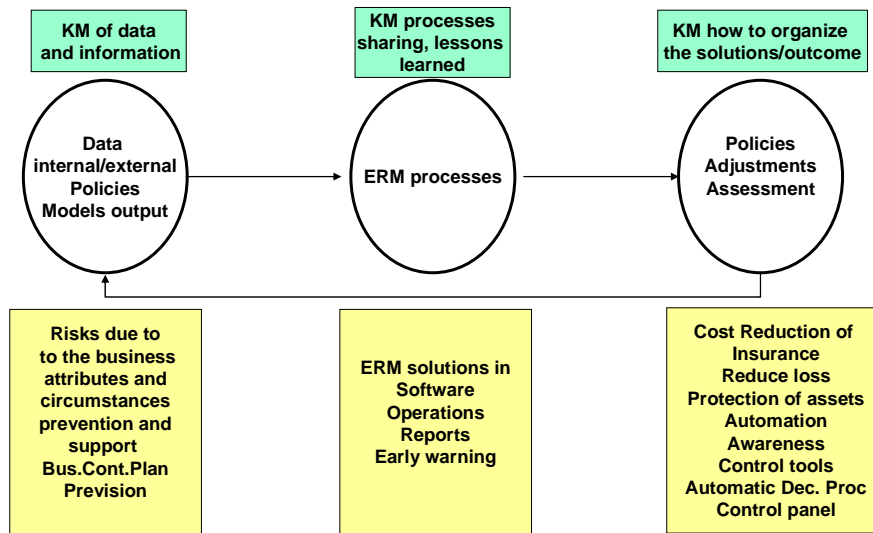 KM of data
and information
KM processes
sharing, lessons
learned
KM how to organize
the solutions/outcome
Data
internal/external
Policies
Models output
ERM processes
Policies
Adjustments
Assessment
Risks due to
to the business
attributes and
circumstances
prevention and
support
Bus.Cont.Plan
Prevision
ERM solutions in
Software
Operations
Reports
Early warning
Cost Reduction of
Insurance
Reduce loss
Protection of assets
Automation
Awareness
Control tools
Automatic Dec. Proc
Control panel